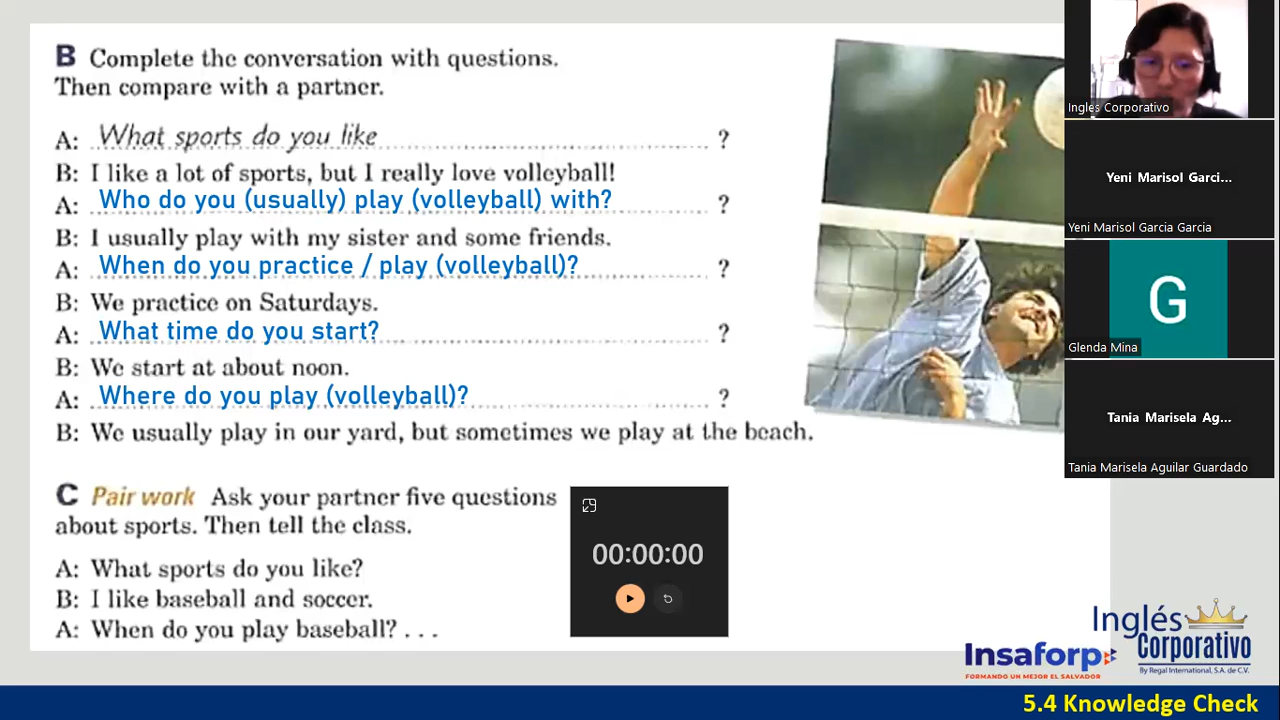 B Complete the conversation with questions.
Then compare with a partner.
A: What sports do you like ?
B: I like a lot of sports, but I really love volleyball!
A: Who do you (usually) play (volleyball) with? ?
B: I usually play with my sister and some friends.
A: When do you practice / play (volleyball)? ?
B: We practice on Saturdays.
A: What time do you start? ?
B: We start at about noon.
A: Where do you play (volleyball)? ?
B: We usually play in our yard, but sometimes we play at the beach.
C Pair work Ask your partner five questions
about sports. Then tell the class.
A: What sports do you like?
B: I like baseball and soccer.
A: When do you play baseball? . . .
00:00:00
Ingles Corporativo
Yeni Marisol Garci...
Yeni Marisol Garcia Garcia
G
Glenda Mina
Tania Marisela Ag...
Tania Marisela Aguilar Guardado
Inglés
Corporativo
By Regal International, S.A. de C.V.
Insaforp
FORMANDO UN MEJOR EL SALVADOR
5.4 Knowledge Check